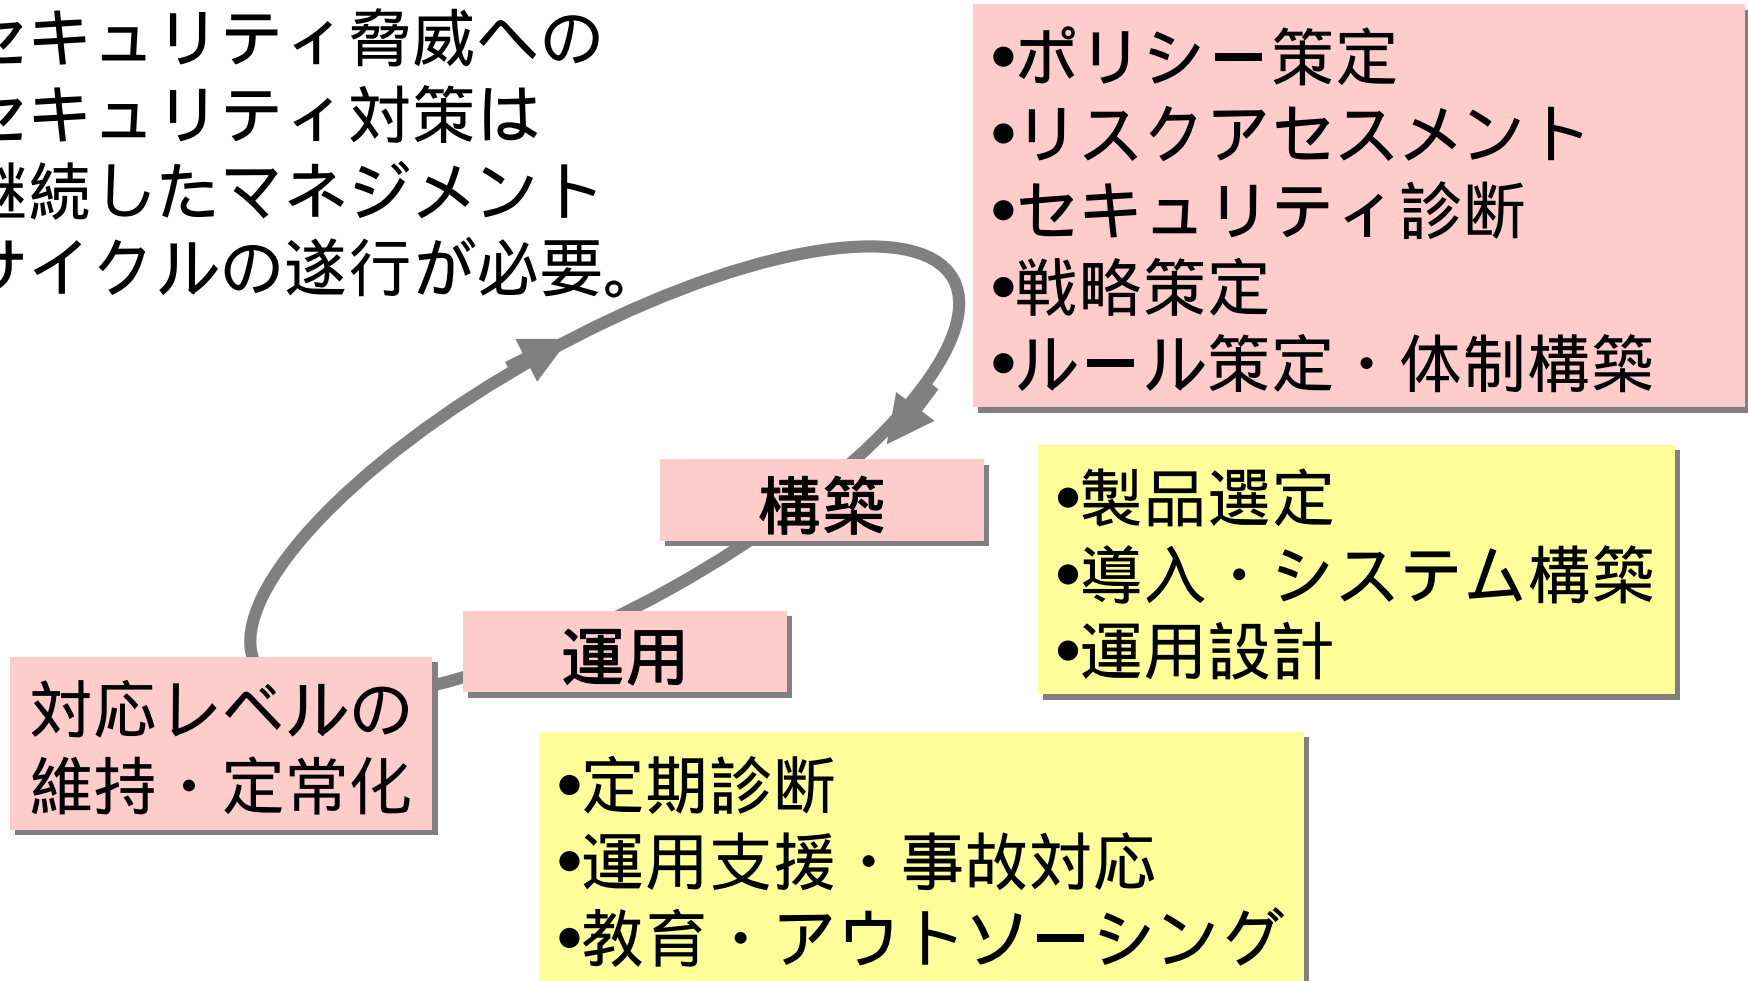 セキュリティ脅威への
セキュリティ対策は
継続したマネジメント
サイクルの遂行が必要。
•ポリシー策定
•リスクアセスメント
•セキュリティ診断
•戦略策定
•ルール策定・体制構築
構築
•製品選定
•導入・システム構築
•運用設計
運用
対応レベルの
維持・定常化
•定期診断
•運用支援・事故対応
•教育・アウトソーシング